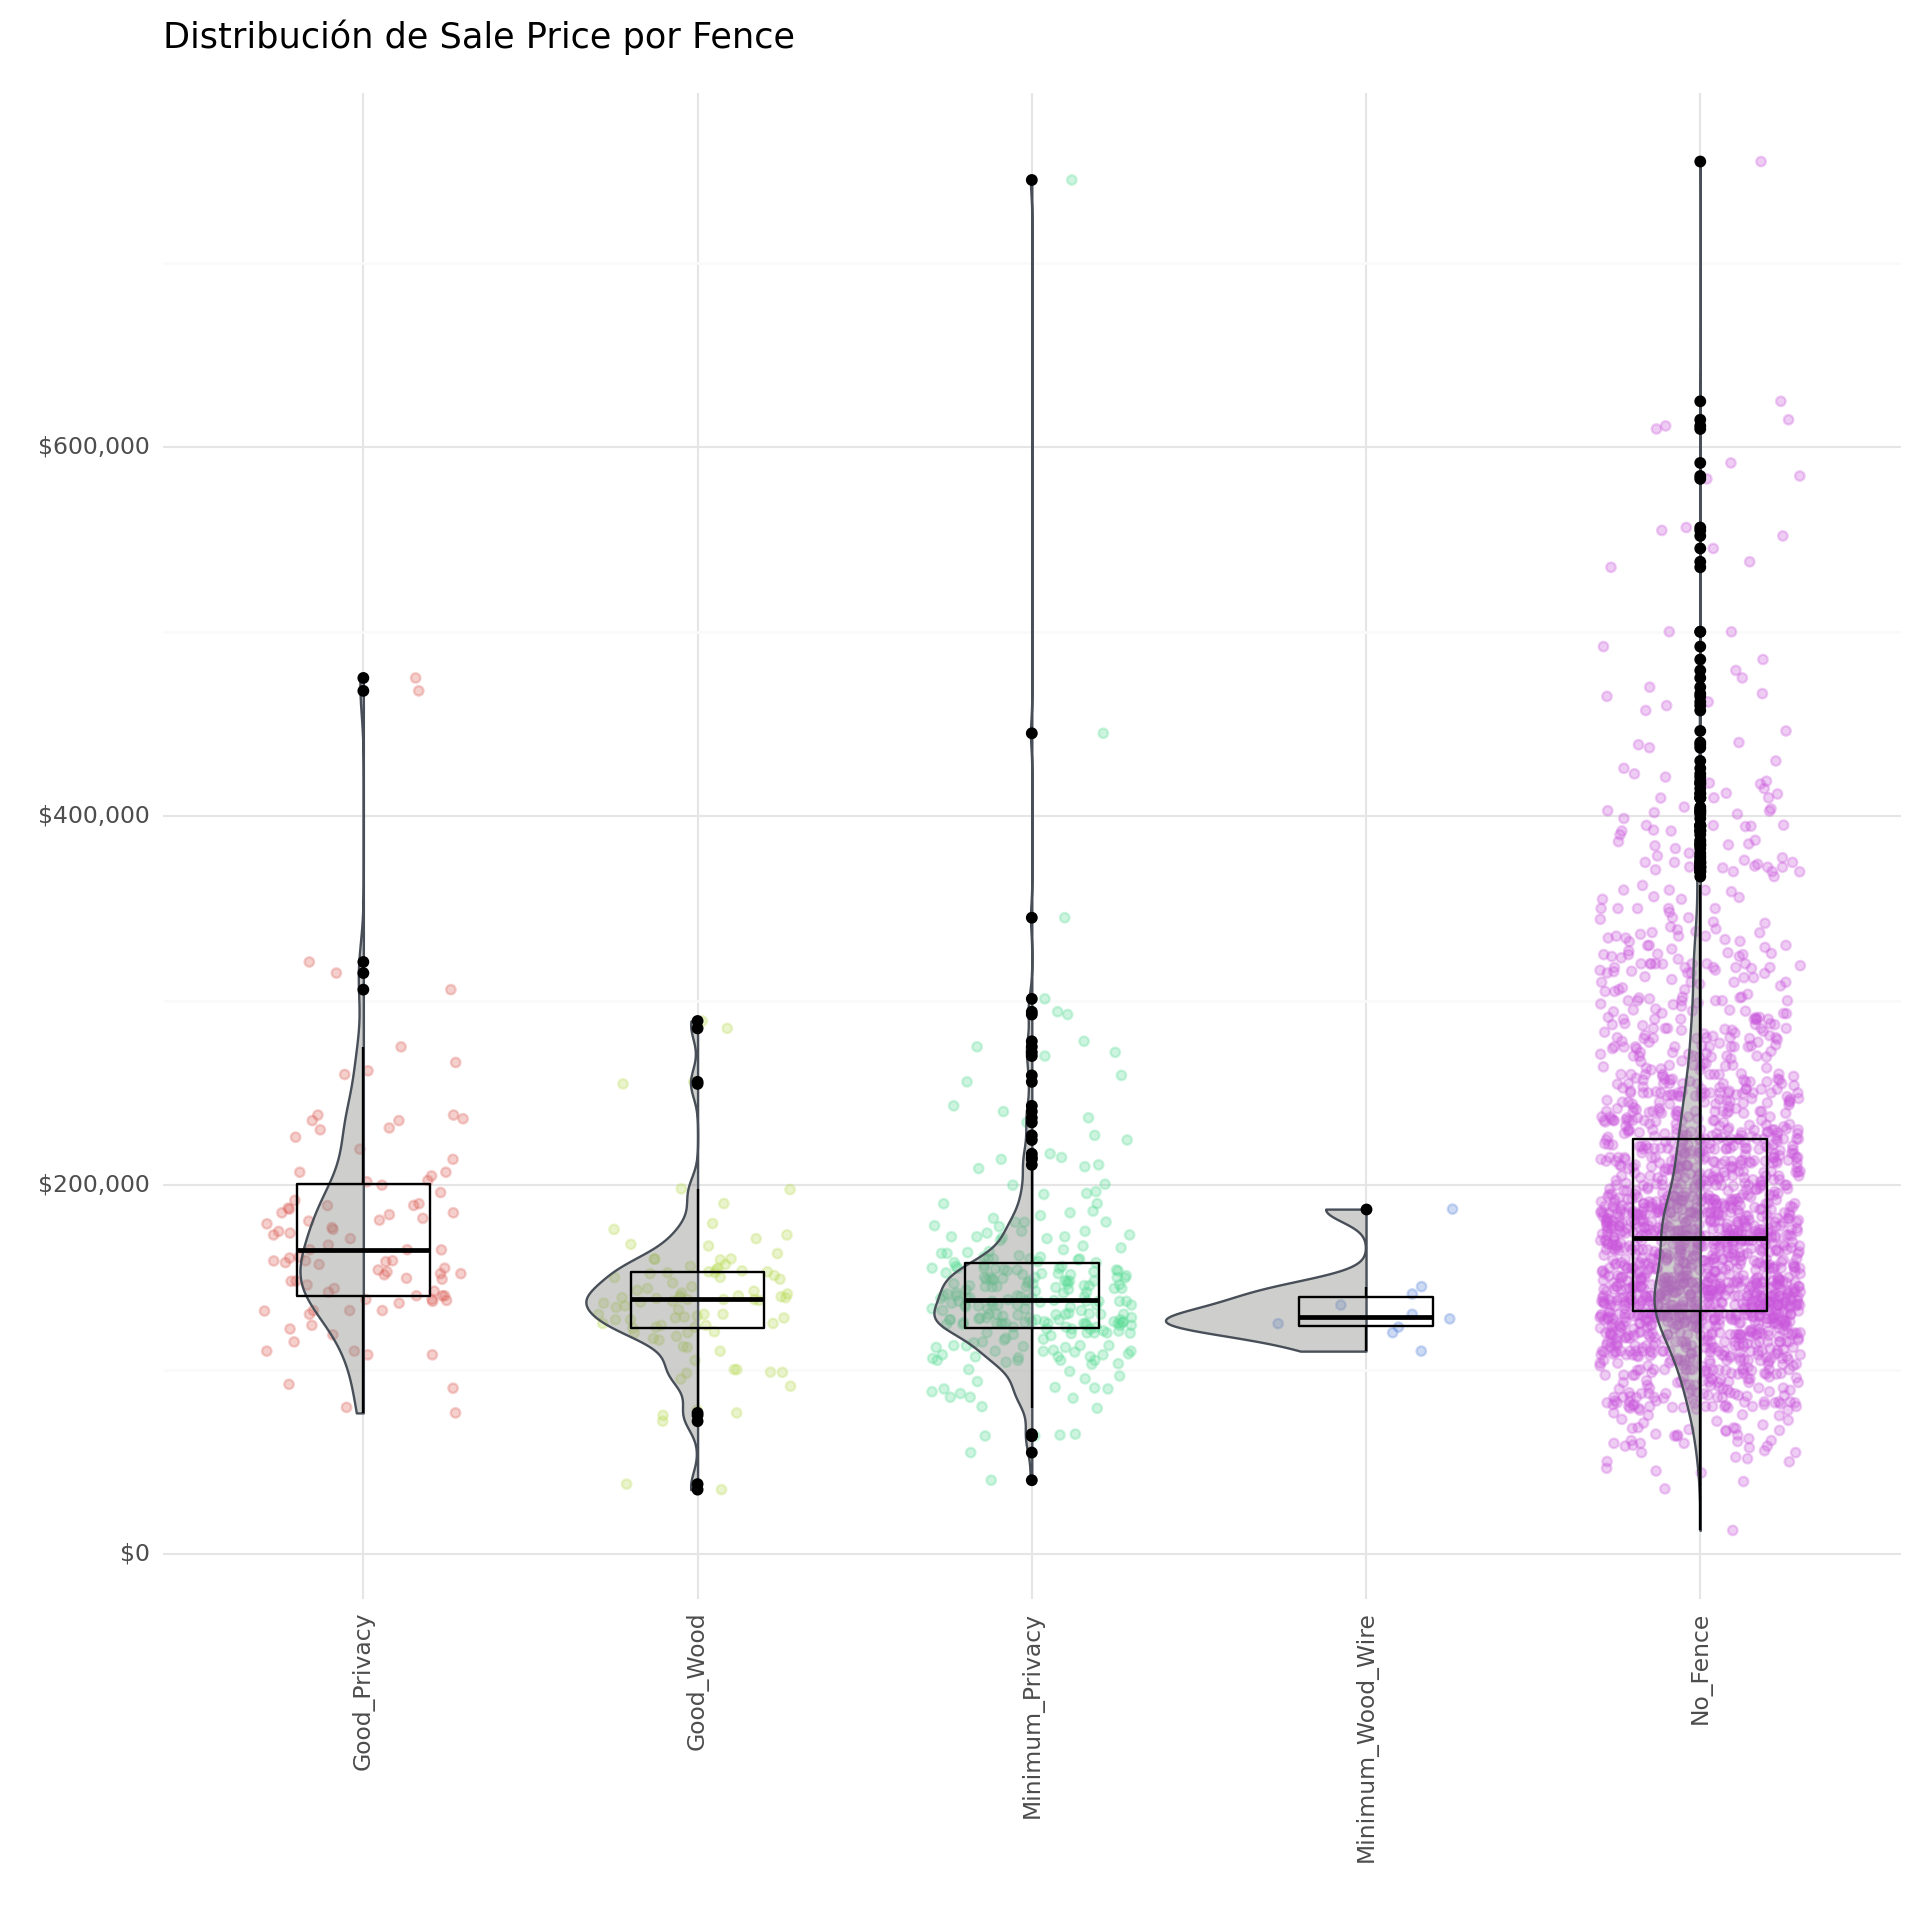 Distribución de Sale Price por Fence
$600,000
$400,000
$200,000
$0
Good_Privacy
Good_Wood
Minimum_Privacy
Minimum_Wood_Wire
No_Fence